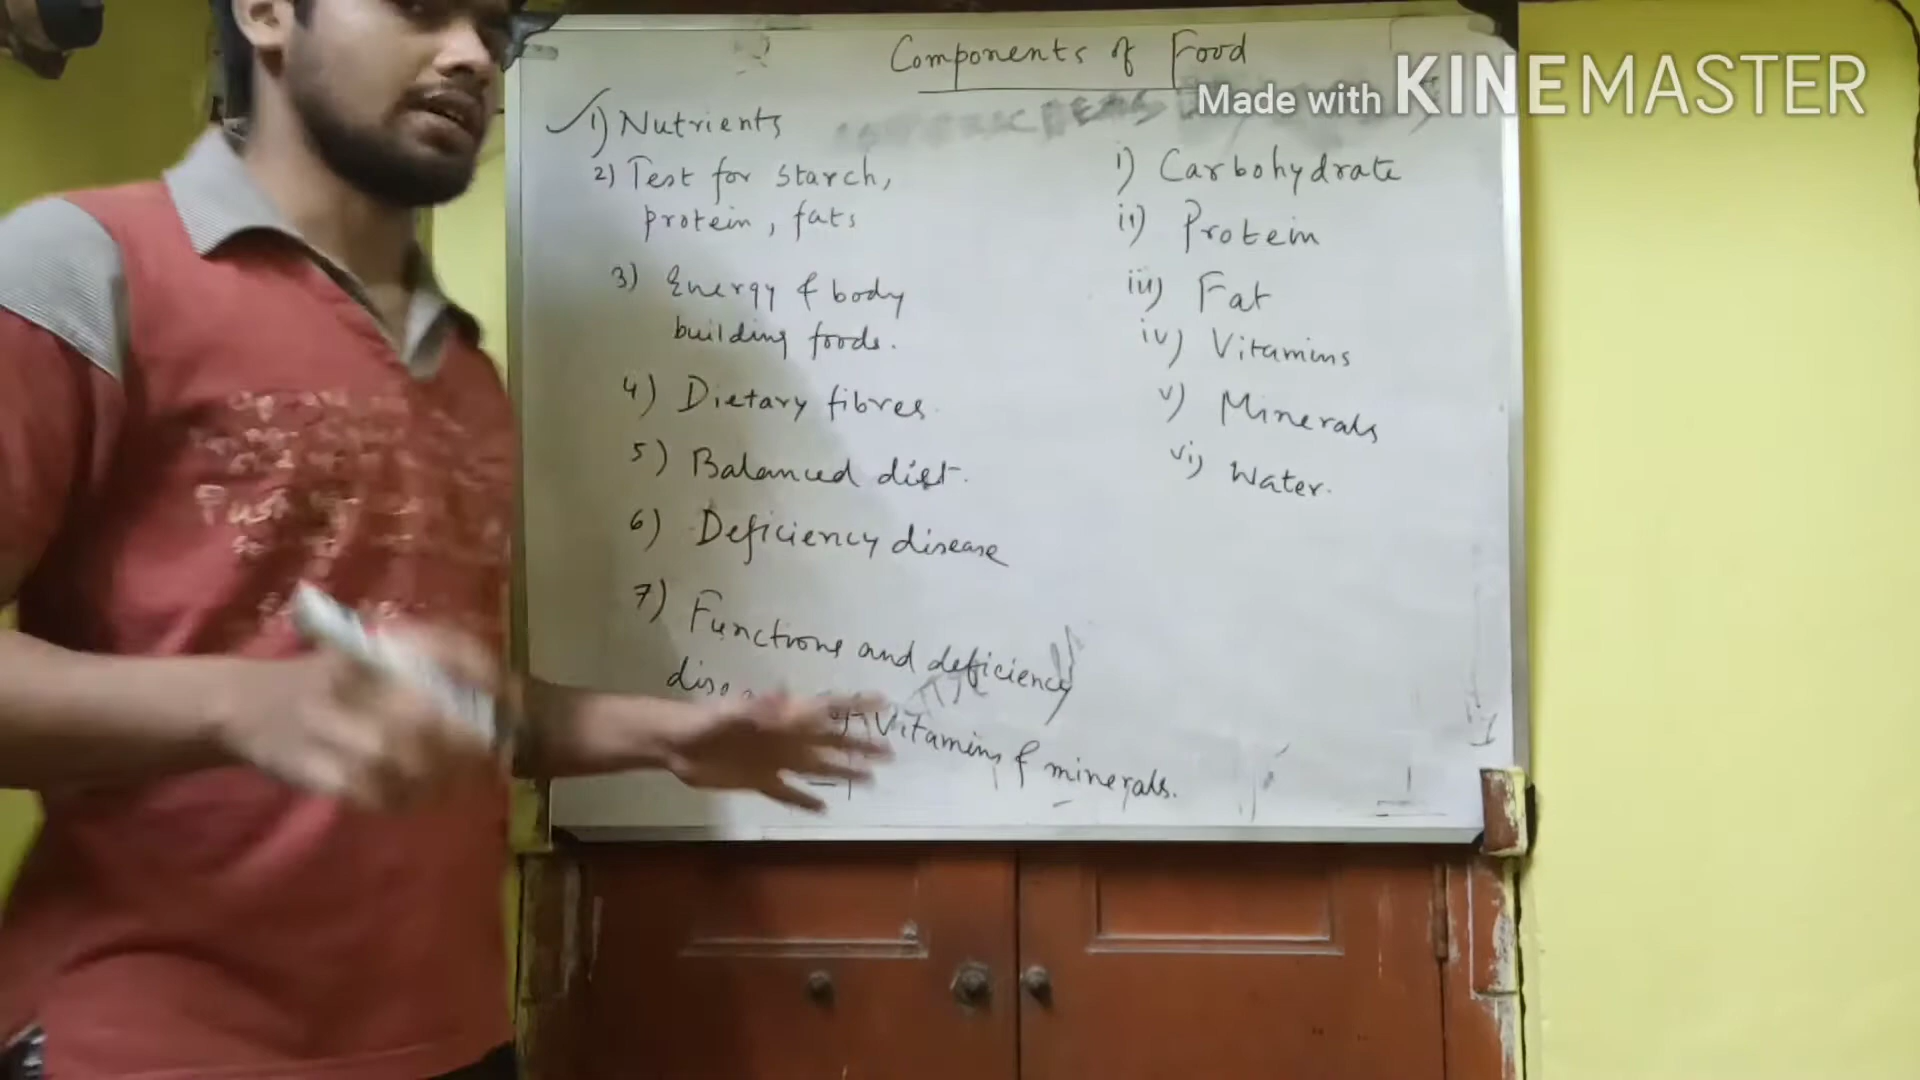 Components of Food
Made with KINEMASTER
1) Nutrients
2) Test for starch,
protein, fats
3) Energy & body
building foods.
4) Dietary fibres
5) Balanced diet.
6) Deficiency disease
7) Functions and deficiency
of Vitamins & minerals.
i) Carbohydrate
ii) Protein
iii) Fat
iv) Vitamins
v) Minerals
vi) Water.